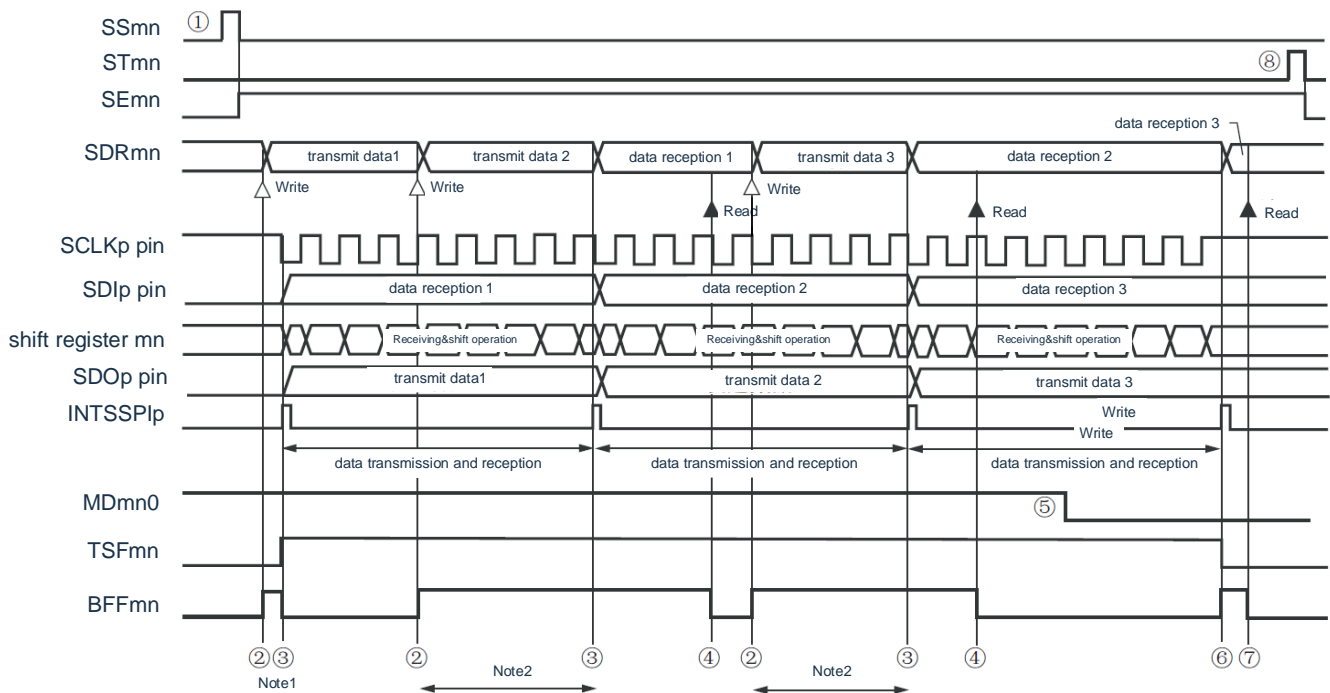 SSmn ①
STmn ⑧
SEmn
data reception 3
SDRmn transmit data1 transmit data 2 data reception 1 transmit data 3 data reception 2
Write Write Write
Read Read Read
SCLKp pin
SDIp pin data reception 1 data reception 2 data reception 3
shift register mn Receiving&shift operation Receiving&shift operation Receiving&shift operation
SDOp pin transmit data1 transmit data 2 transmit data 3
INTSSPIp Write
Write
data transmission and reception data transmission and reception data transmission and reception
MDmn0 ⑤
TSFmn
BFFmn
② ③ ② ③ ④ ② ③ ④ ⑥ ⑦
Note1 Note2 Note2